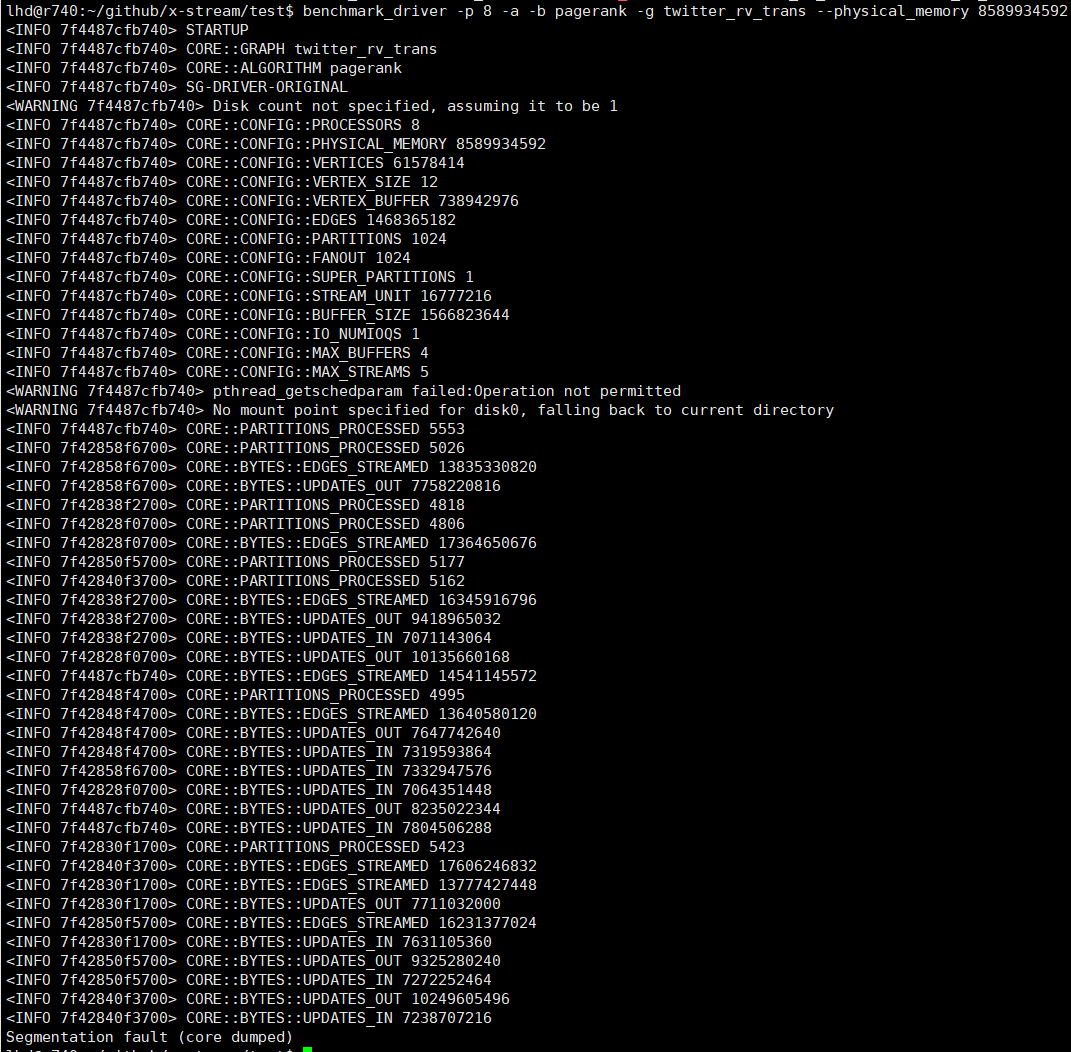 lhd@r740:~/github/x-stream/test$ benchmark_driver -p 8 -a -b pagerank -g twitter_rv_trans --physical_memory 8589934592
<INFO 7f4487cfb740> STARTUP
<INFO 7f4487cfb740> CORE::GRAPH twitter_rv_trans
<INFO 7f4487cfb740> CORE::ALGORITHM pagerank
<INFO 7f4487cfb740> SG-DRIVER-ORIGINAL
<WARNING 7f4487cfb740> Disk count not specified, assuming it to be 1
<INFO 7f4487cfb740> CORE::CONFIG::PROCESSORS 8
<INFO 7f4487cfb740> CORE::CONFIG::PHYSICAL_MEMORY 8589934592
<INFO 7f4487cfb740> CORE::CONFIG::VERTICES 61578414
<INFO 7f4487cfb740> CORE::CONFIG::VERTEX_SIZE 12
<INFO 7f4487cfb740> CORE::CONFIG::VERTEX_BUFFER 738942976
<INFO 7f4487cfb740> CORE::CONFIG::EDGES 1468365182
<INFO 7f4487cfb740> CORE::CONFIG::PARTITIONS 1024
<INFO 7f4487cfb740> CORE::CONFIG::FANOUT 1024
<INFO 7f4487cfb740> CORE::CONFIG::SUPER_PARTITIONS 1
<INFO 7f4487cfb740> CORE::CONFIG::STREAM_UNIT 16777216
<INFO 7f4487cfb740> CORE::CONFIG::BUFFER_SIZE 1566823644
<INFO 7f4487cfb740> CORE::CONFIG::IO_NUMIOQS 1
<INFO 7f4487cfb740> CORE::CONFIG::MAX_BUFFERS 4
<INFO 7f4487cfb740> CORE::CONFIG::MAX_STREAMS 5
<WARNING 7f4487cfb740> pthread_getschedparam failed:Operation not permitted
<WARNING 7f4487cfb740> No mount point specified for disk0, falling back to current directory
<INFO 7f4487cfb740> CORE::PARTITIONS_PROCESSED 5553
<INFO 7f42858f6700> CORE::PARTITIONS_PROCESSED 5026
<INFO 7f42858f6700> CORE::BYTES::EDGES_STREAMED 13835330820
<INFO 7f42858f6700> CORE::BYTES::UPDATES_OUT 7758220816
<INFO 7f42838f2700> CORE::PARTITIONS_PROCESSED 4818
<INFO 7f42828f0700> CORE::PARTITIONS_PROCESSED 4806
<INFO 7f42828f0700> CORE::BYTES::EDGES_STREAMED 17364650676
<INFO 7f42850f5700> CORE::PARTITIONS_PROCESSED 5177
<INFO 7f42840f3700> CORE::PARTITIONS_PROCESSED 5162
<INFO 7f42838f2700> CORE::BYTES::EDGES_STREAMED 16345916796
<INFO 7f42838f2700> CORE::BYTES::UPDATES_OUT 9418965032
<INFO 7f42838f2700> CORE::BYTES::UPDATES_IN 7071143064
<INFO 7f42828f0700> CORE::BYTES::UPDATES_OUT 10135660168
<INFO 7f4487cfb740> CORE::BYTES::EDGES_STREAMED 14541145572
<INFO 7f42848f4700> CORE::PARTITIONS_PROCESSED 4995
<INFO 7f42848f4700> CORE::BYTES::EDGES_STREAMED 13640580120
<INFO 7f42848f4700> CORE::BYTES::UPDATES_OUT 7647742640
<INFO 7f42848f4700> CORE::BYTES::UPDATES_IN 7319593864
<INFO 7f42858f6700> CORE::BYTES::UPDATES_IN 7332947576
<INFO 7f42828f0700> CORE::BYTES::UPDATES_IN 7064351448
<INFO 7f4487cfb740> CORE::BYTES::UPDATES_OUT 8235022344
<INFO 7f4487cfb740> CORE::BYTES::UPDATES_IN 7804506288
<INFO 7f42830f1700> CORE::PARTITIONS_PROCESSED 5423
<INFO 7f42840f3700> CORE::BYTES::EDGES_STREAMED 17606246832
<INFO 7f42830f1700> CORE::BYTES::EDGES_STREAMED 13777427448
<INFO 7f42830f1700> CORE::BYTES::UPDATES_OUT 7711032000
<INFO 7f42850f5700> CORE::BYTES::EDGES_STREAMED 16231377024
<INFO 7f42830f1700> CORE::BYTES::UPDATES_IN 7631105360
<INFO 7f42850f5700> CORE::BYTES::UPDATES_OUT 9325280240
<INFO 7f42850f5700> CORE::BYTES::UPDATES_IN 7272252464
<INFO 7f42840f3700> CORE::BYTES::UPDATES_OUT 10249605496
<INFO 7f42840f3700> CORE::BYTES::UPDATES_IN 7238707216
Segmentation fault (core dumped)